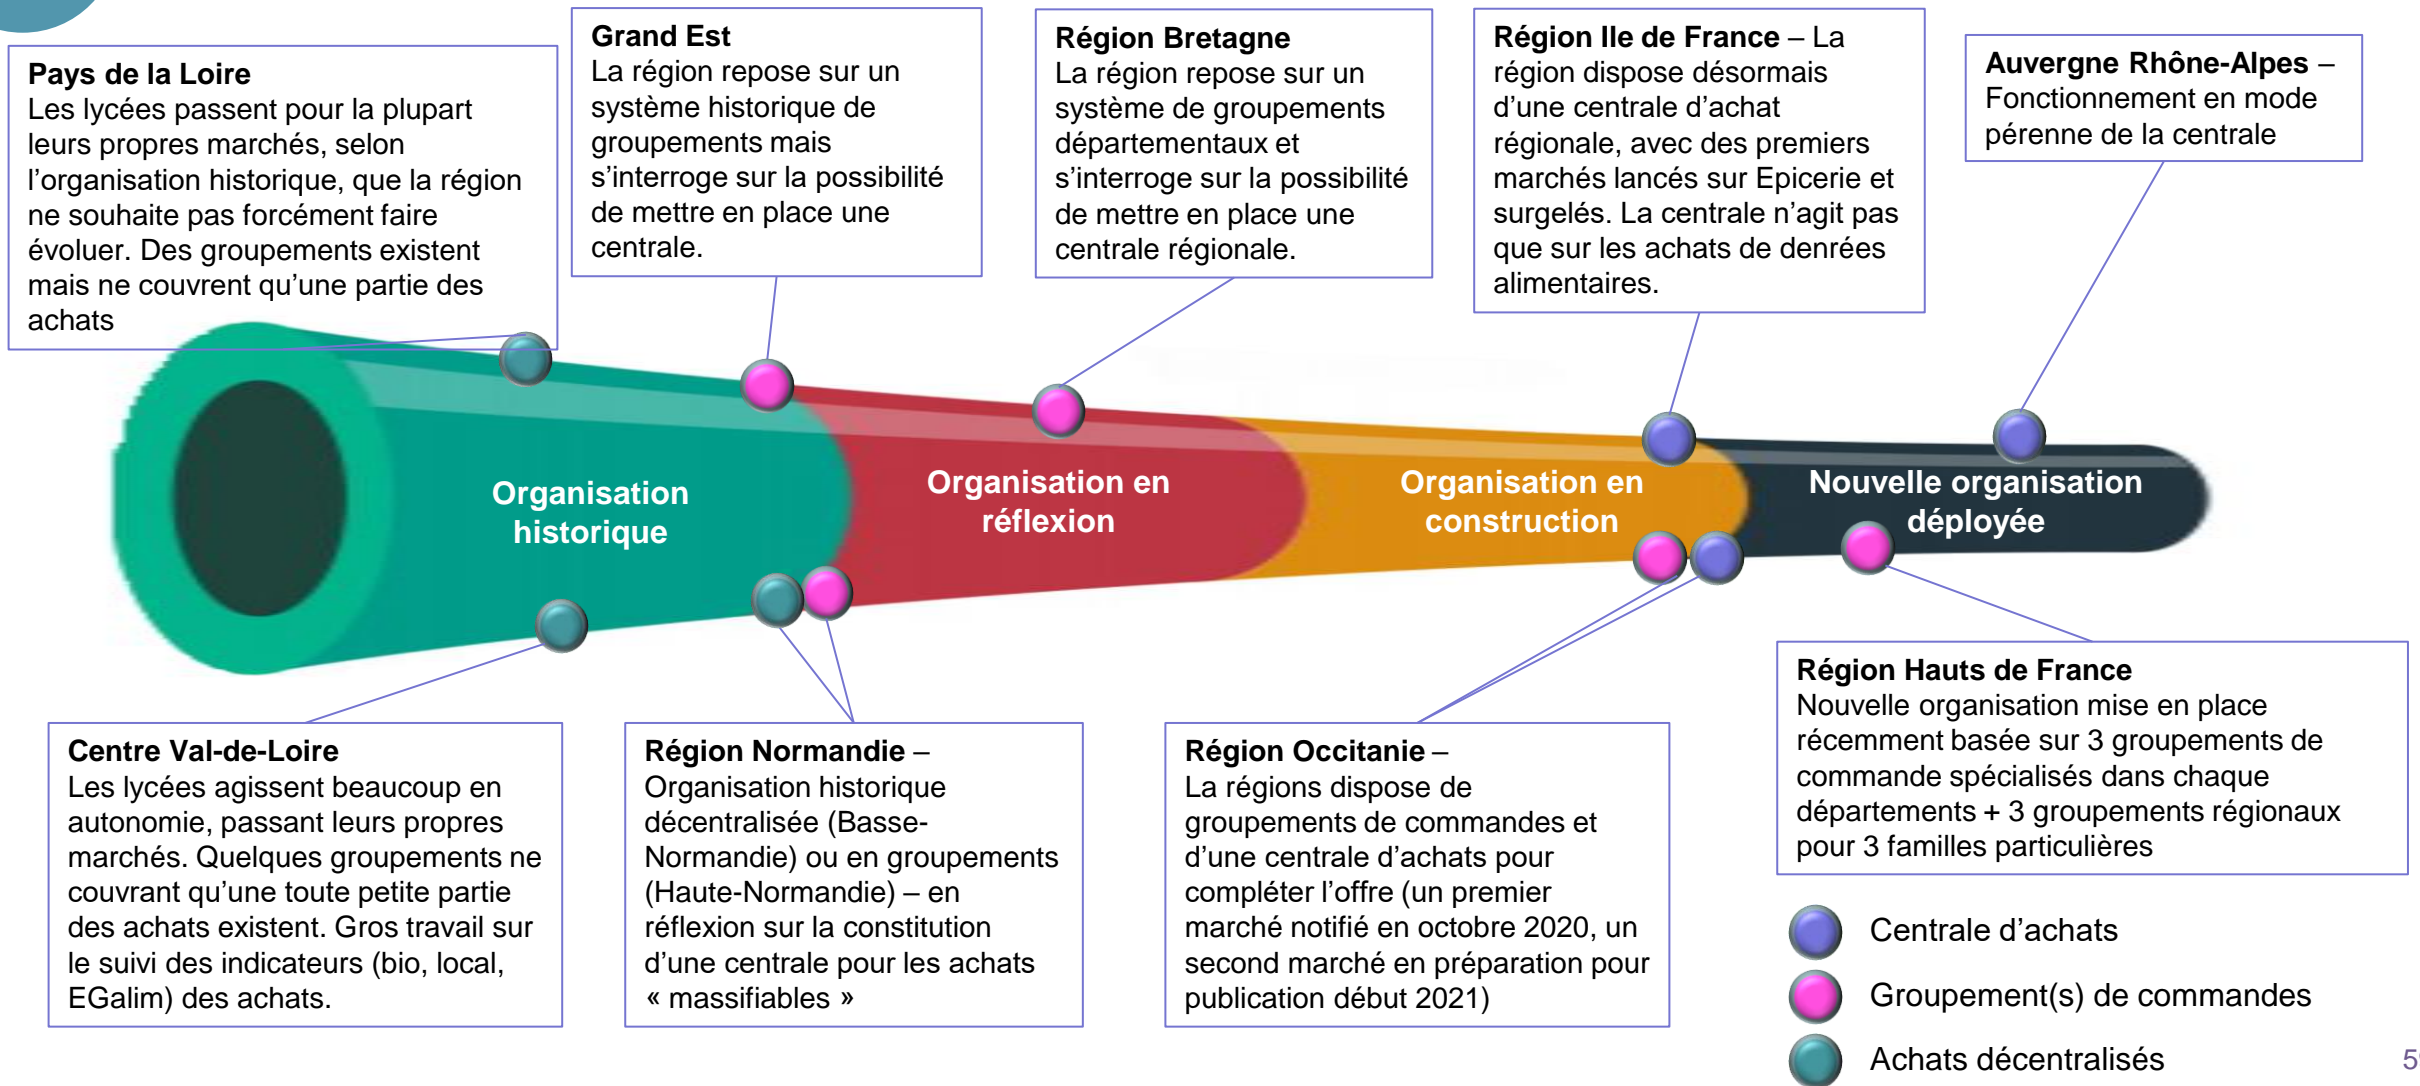 Pays de la Loire
Les lycées passent pour la plupart
leurs propres marchés, selon
l’organisation historique, que la région
ne souhaite pas forcément faire
évoluer. Des groupements existent
mais ne couvrent qu’une partie des
achats
Grand Est
La région repose sur un
système historique de
groupements mais
s’interroge sur la possibilité
de mettre en place une
centrale.
Région Bretagne
La région repose sur un
système de groupements
départementaux et
s’interroge sur la possibilité
de mettre en place une
centrale régionale.
Région Ile de France – La
région dispose désormais
d’une centrale d’achat
régionale, avec des premiers
marchés lancés sur Epicerie et
surgelés. La centrale n’agit pas
que sur les achats de denrées
alimentaires.
Auvergne Rhône-Alpes –
Fonctionnement en mode
pérenne de la centrale
Organisation
historique
Organisation en
réflexion
Organisation en
construction
Nouvelle organisation
déployée
Centre Val-de-Loire
Les lycées agissent beaucoup en
autonomie, passant leurs propres
marchés. Quelques groupements ne
couvrant qu’une toute petite partie
des achats existent. Gros travail sur
le suivi des indicateurs (bio, local,
EGalim) des achats.
Région Normandie –
Organisation historique
décentralisée (Basse-
Normandie) ou en groupements
(Haute-Normandie) – en
réflexion sur la constitution
d’une centrale pour les achats
« massifiables »
Région Occitanie –
La régions dispose de
groupements de commandes et
d’une centrale d’achats pour
compléter l’offre (un premier
marché notifié en octobre 2020, un
second marché en préparation pour
publication début 2021)
Région Hauts de France
Nouvelle organisation mise en place
récemment basée sur 3 groupements de
commande spécialisés dans chaque
départements + 3 groupements régionaux
pour 3 familles particulières
Centrale d’achats
Groupement(s) de commandes
Achats décentralisés